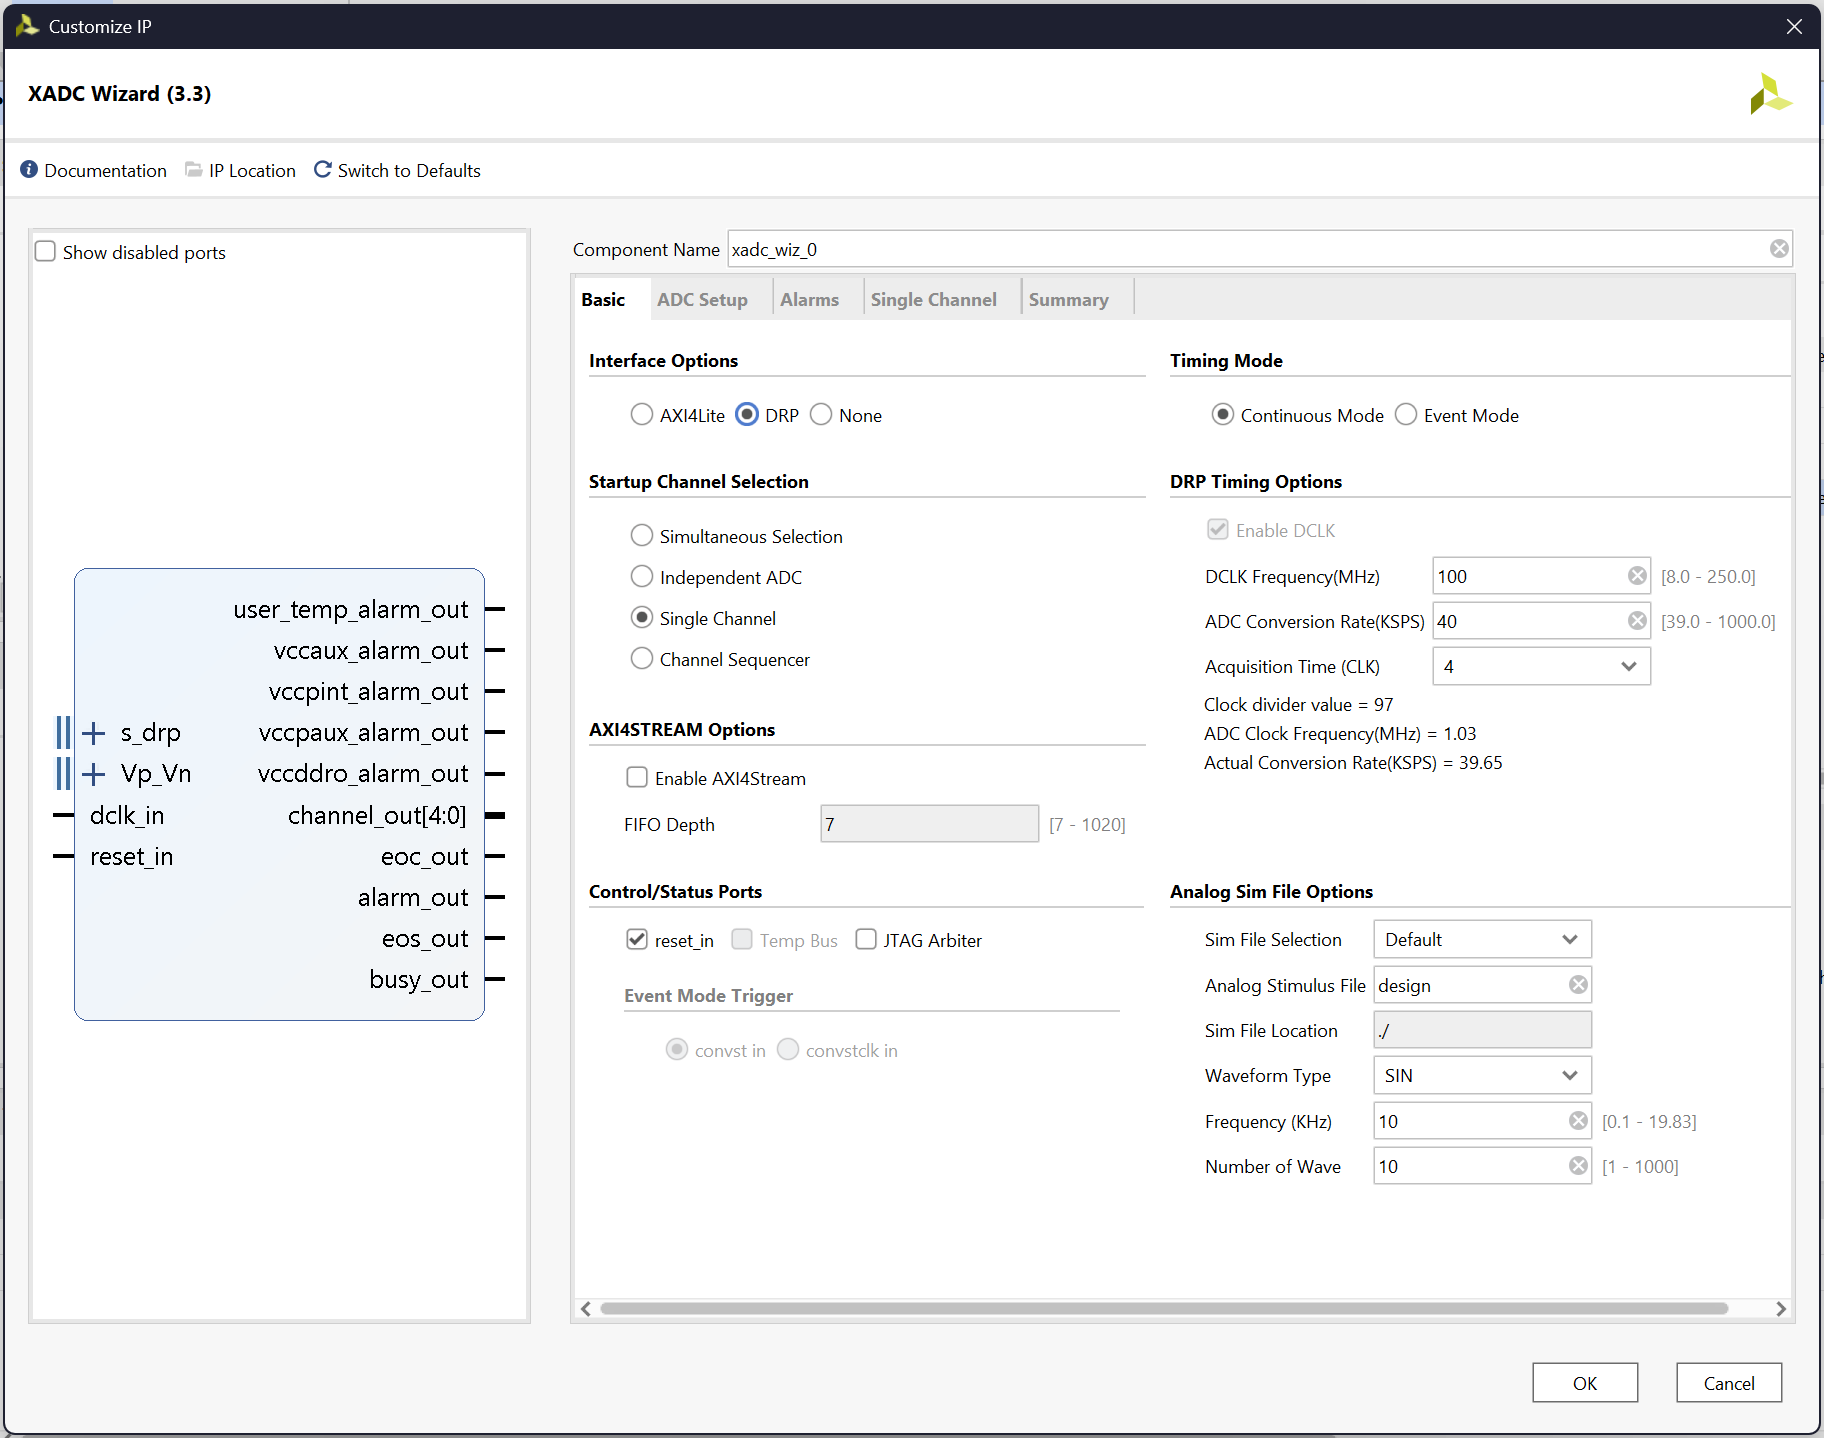 Customize IP
XADC Wizard (3.3)
Documentation IP Location Switch to Defaults
Show disabled ports
user_temp_alarm_out
vccaux_alarm_out
vccpint_alarm_out
s_drp vccpaux_alarm_out
Vp_Vn vccddro_alarm_out
dclk_in channel_out[4:0]
reset_in eoc_out
alarm_out
eos_out
busy_out
Component Name xadc_wiz_0
Basic ADC Setup Alarms Single Channel Summary
Interface Options
AXI4Lite DRP None
Startup Channel Selection
Simultaneous Selection
Independent ADC
Single Channel
Channel Sequencer
AXI4STREAM Options
Enable AXI4Stream
FIFO Depth 7 [7 - 1020]
Control/Status Ports
reset_in Temp Bus JTAG Arbiter
Event Mode Trigger
convst in convstclk in
Timing Mode
Continuous Mode Event Mode
DRP Timing Options
Enable DCLK
DCLK Frequency(MHz) 100 [8.0 - 250.0]
ADC Conversion Rate(KSPS) 40 [39.0 - 1000.0]
Acquisition Time (CLK) 4
Clock divider value = 97
ADC Clock Frequency(MHz) = 1.03
Actual Conversion Rate(KSPS) = 39.65
Analog Sim File Options
Sim File Selection Default
Analog Stimulus File design
Sim File Location ./
Waveform Type SIN
Frequency (KHz) 10 [0.1 - 19.83]
Number of Wave 10 [1 - 1000]
OK Cancel